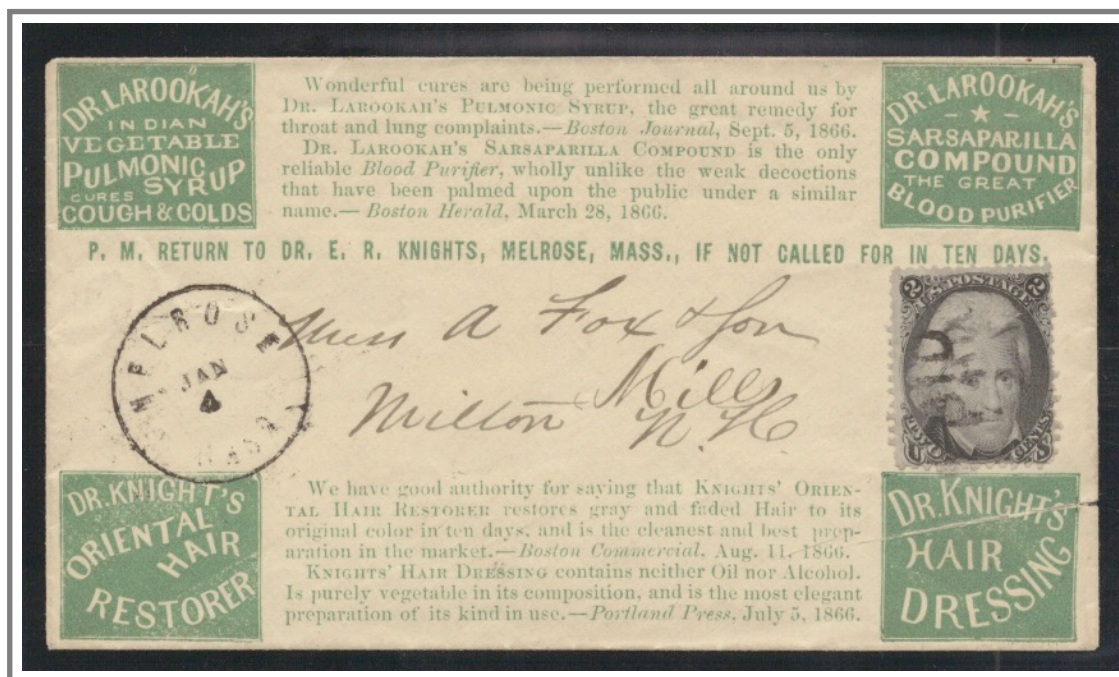 DR. LAROOKAH'S
INDIAN
VEGETABLE
PULMONIC
SYRUP
CURES
COUGH & COLDS
Wonderful cures are being performed all around us by
DR. LAROOKAH'S PULMONIC SYRUP, the great remedy for
throat and lung complaints.—Boston Journal, Sept. 5, 1866.
DR. LAROOKAH'S SARSAPARILLA COMPOUND is the only
reliable Blood Purifier, wholly unlike the weak decoctions
that have been palmed upon the public under a similar
name.—Boston Herald, March 28, 1866.
DR. LAROOKAH'S
SARSAPARILLA
COMPOUND
THE GREAT
BLOOD PURIFIER
P. M. RETURN TO DR. E. R. KNIGHTS, MELROSE, MASS., IF NOT CALLED FOR IN TEN DAYS.
MELROSE
JAN
4
MASS
Mess A Fox & Son
Milton Mills
N. H.
2 U.S. POSTAGE 2
PAID
TWO CENTS
DR. KNIGHT'S
ORIENTAL
HAIR
RESTORER
We have good authority for saying that KNIGHTS' ORIEN-
TAL HAIR RESTORER restores gray and faded Hair to its
original color in ten days, and is the cleanest and best prep-
aration in the market.—Boston Commercial, Aug. 11, 1866.
KNIGHTS' HAIR DRESSING contains neither Oil nor Alcohol.
Is purely vegetable in its composition, and is the most elegant
preparation of its kind in use.—Portland Press, July 5, 1866.
DR. KNIGHT'S
HAIR
DRESSING